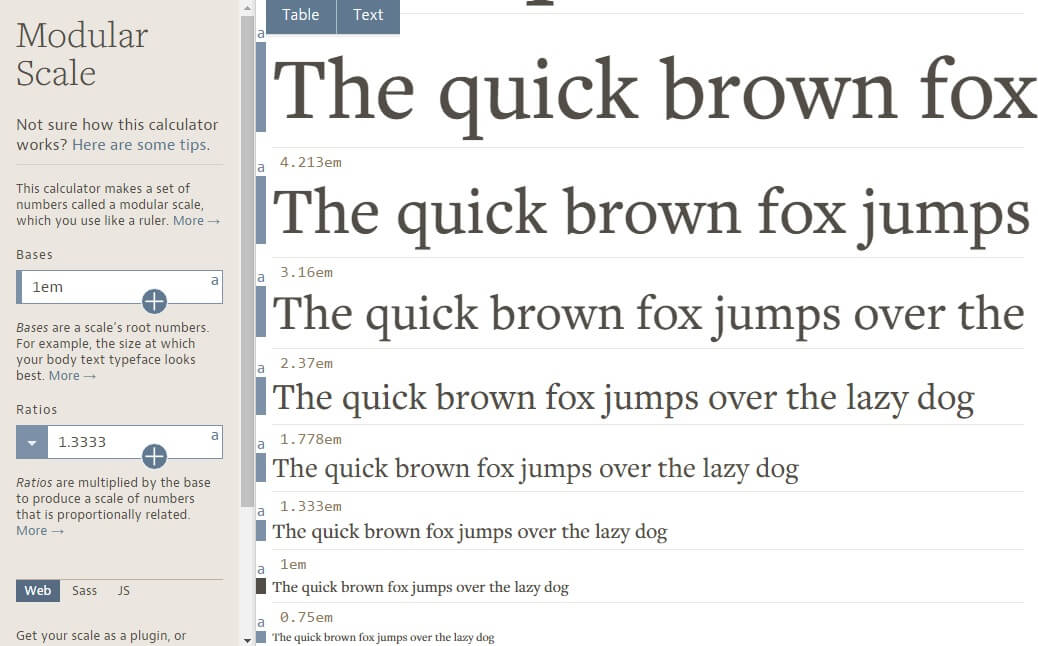 Modular
Scale
Not sure how this calculator
works? Here are some tips.
This calculator makes a set of
numbers called a modular scale,
which you use like a ruler. More →
Bases
1em
a
Bases are a scale’s root numbers.
For example, the size at which
your body text typeface looks
best. More →
Ratios
1.3333
a
Ratios are multiplied by the base
to produce a scale of numbers
that is proportionally related.
More →
Web Sass JS
Get your scale as a plugin, or
Table Text
a
The quick brown fox
a 4.213em
The quick brown fox jumps
a 3.16em
The quick brown fox jumps over the
a 2.37em
The quick brown fox jumps over the lazy dog
a 1.778em
The quick brown fox jumps over the lazy dog
a 1.333em
The quick brown fox jumps over the lazy dog
a 1em
The quick brown fox jumps over the lazy dog
a 0.75em
The quick brown fox jumps over the lazy dog